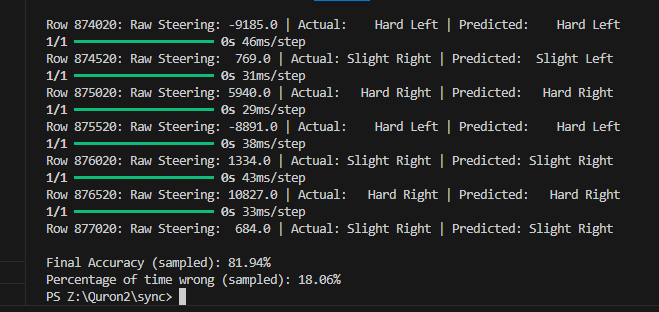 Row 874020: Raw Steering: -9185.0 | Actual:    Hard Left | Predicted:    Hard Left
1/1 ━━━━━━━━━━━━━━━━━━━━ 0s 46ms/step
Row 874520: Raw Steering:  769.0 | Actual: Slight Right | Predicted:  Slight Left
1/1 ━━━━━━━━━━━━━━━━━━━━ 0s 31ms/step
Row 875020: Raw Steering: 5940.0 | Actual:   Hard Right | Predicted:   Hard Right
1/1 ━━━━━━━━━━━━━━━━━━━━ 0s 29ms/step
Row 875520: Raw Steering: -8891.0 | Actual:    Hard Left | Predicted:    Hard Left
1/1 ━━━━━━━━━━━━━━━━━━━━ 0s 38ms/step
Row 876020: Raw Steering: 1334.0 | Actual: Slight Right | Predicted: Slight Right
1/1 ━━━━━━━━━━━━━━━━━━━━ 0s 43ms/step
Row 876520: Raw Steering: 10827.0 | Actual:   Hard Right | Predicted:   Hard Right
1/1 ━━━━━━━━━━━━━━━━━━━━ 0s 33ms/step
Row 877020: Raw Steering:  684.0 | Actual: Slight Right | Predicted: Slight Right
Final Accuracy (sampled): 81.94%
Percentage of time wrong (sampled): 18.06%
PS Z:\Quron2\sync>